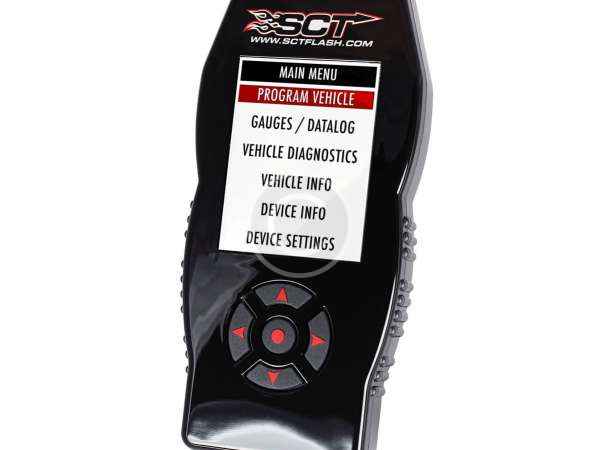 SCT
WWW.SCTFLASH.COM
MAIN MENU
PROGRAM VEHICLE
GAUGES / DATALOG
VEHICLE DIAGNOSTICS
VEHICLE INFO
DEVICE INFO
DEVICE SETTINGS